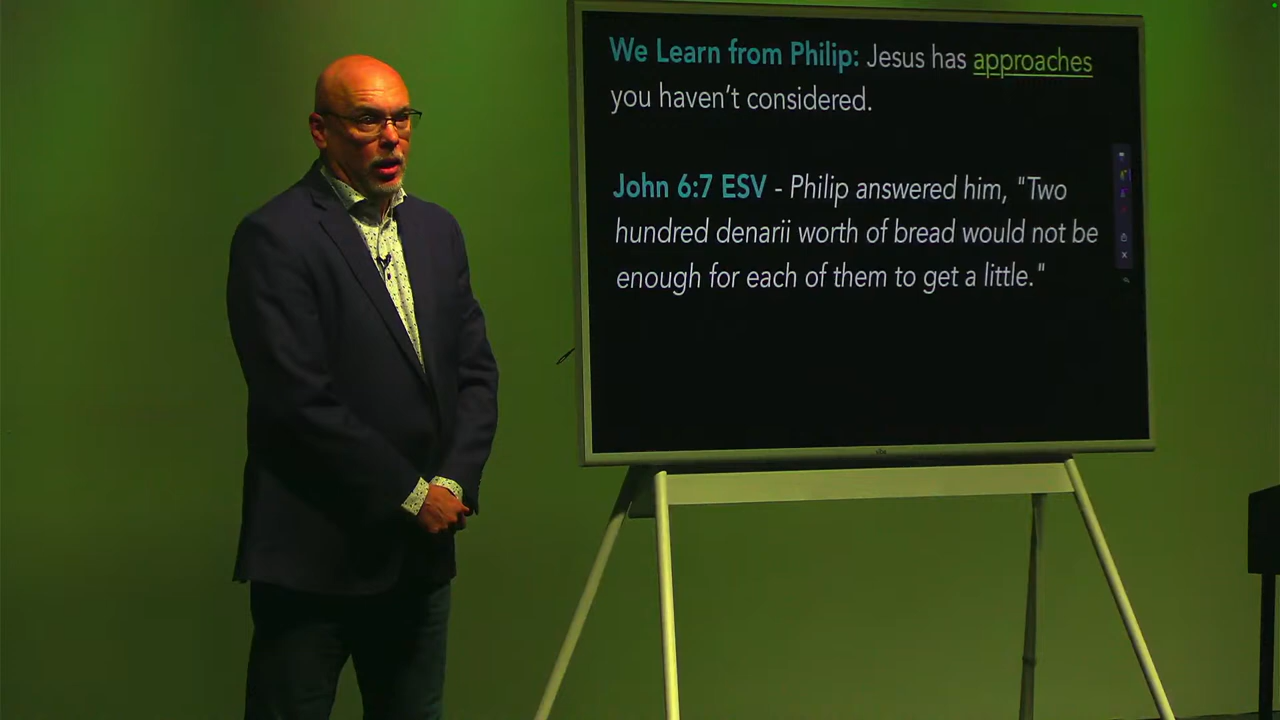 We Learn from Philip: Jesus has approaches
you haven't considered.
John 6:7 ESV - Philip answered him, "Two
hundred denarii worth of bread would not be
enough for each of them to get a little."